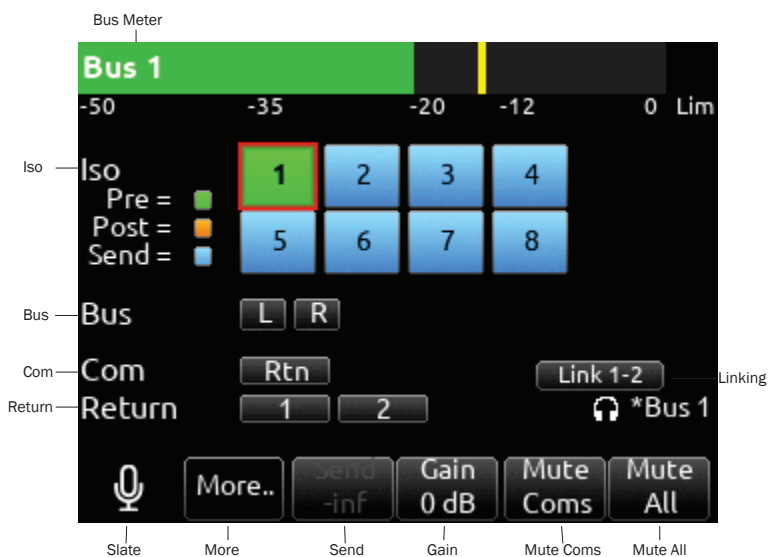 Bus Meter
Bus 1
-50 -35 -20 -12 0 Lim
Iso
Iso 1 2 3 4
Pre =
Post =
Send = 5 6 7 8
Bus
Bus L R
Com
Com Rtn Link 1-2
Linking
Return
Return 1 2 *Bus 1
More.. Send -inf Gain 0 dB Mute Coms Mute All
Slate More Send Gain Mute Coms Mute All